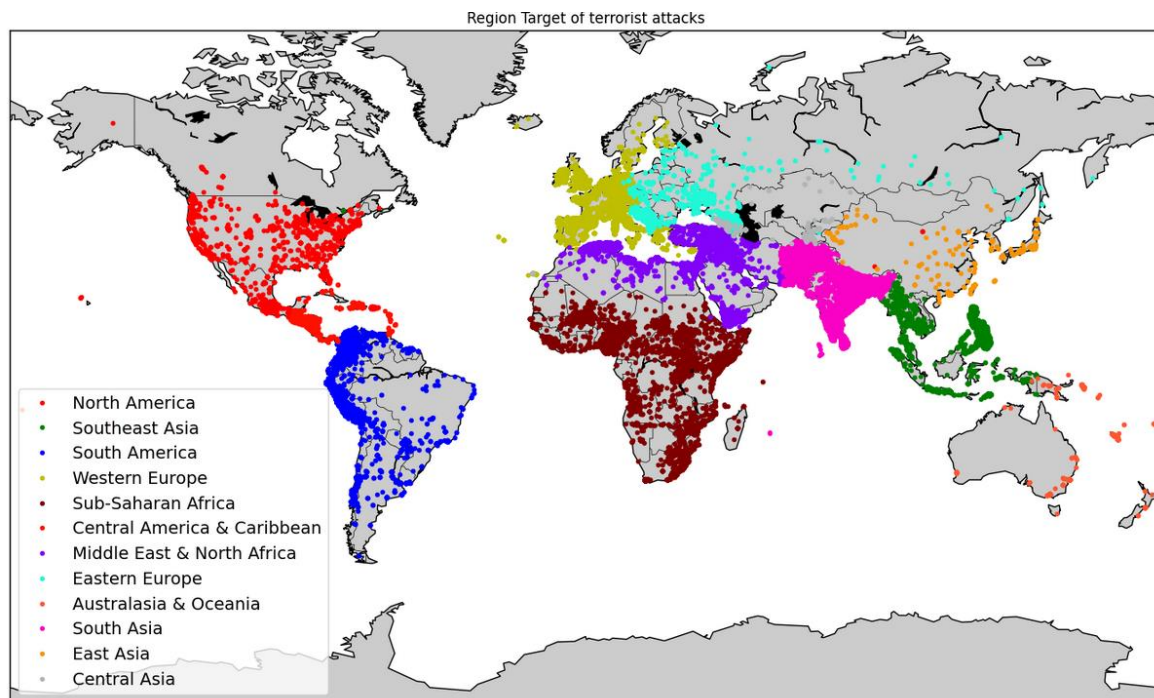 Region Target of terrorist attacks
North America
Southeast Asia
South America
Western Europe
Sub-Saharan Africa
Central America & Caribbean
Middle East & North Africa
Eastern Europe
Australasia & Oceania
South Asia
East Asia
Central Asia